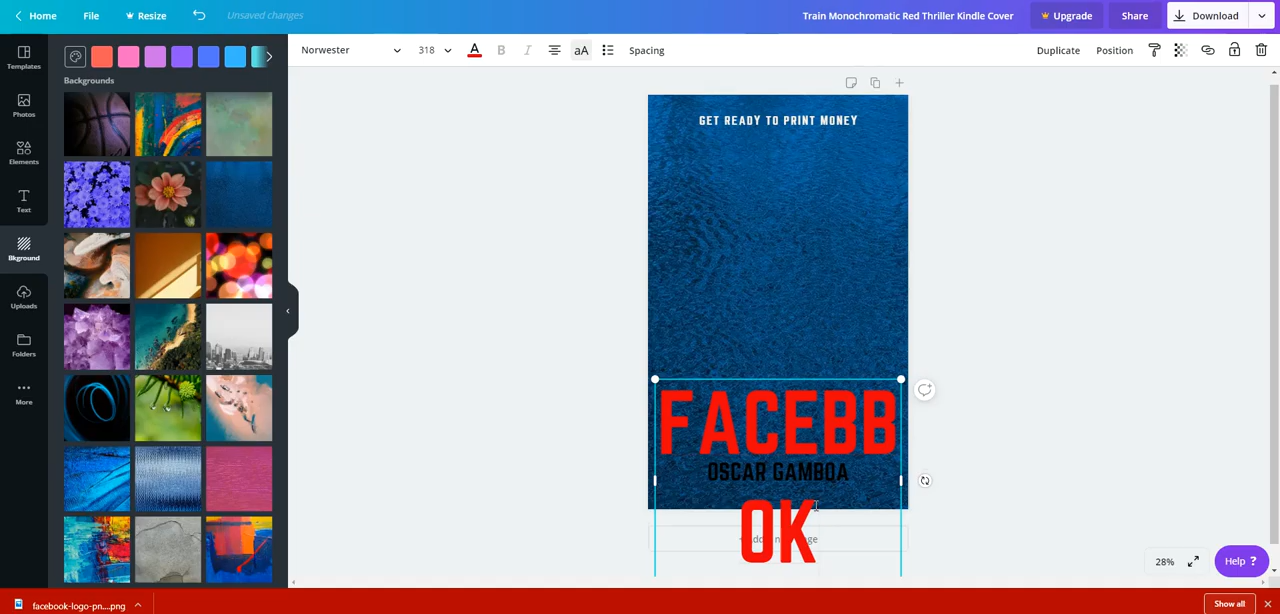 Home
File
Resize
Unsaved changes
Train Monochromatic Red Thriller Kindle Cover
Upgrade
Share
Download
Norwester
318
A
B
I
aA
Spacing
Duplicate
Position
Templates
Photos
Elements
T
Text
Bkground
Uploads
Folders
More
Backgrounds
GET READY TO PRINT MONEY
FACEBB
OSCAR GAMBOA
OK
28%
Help ?
facebook-logo-pn....png
Show all